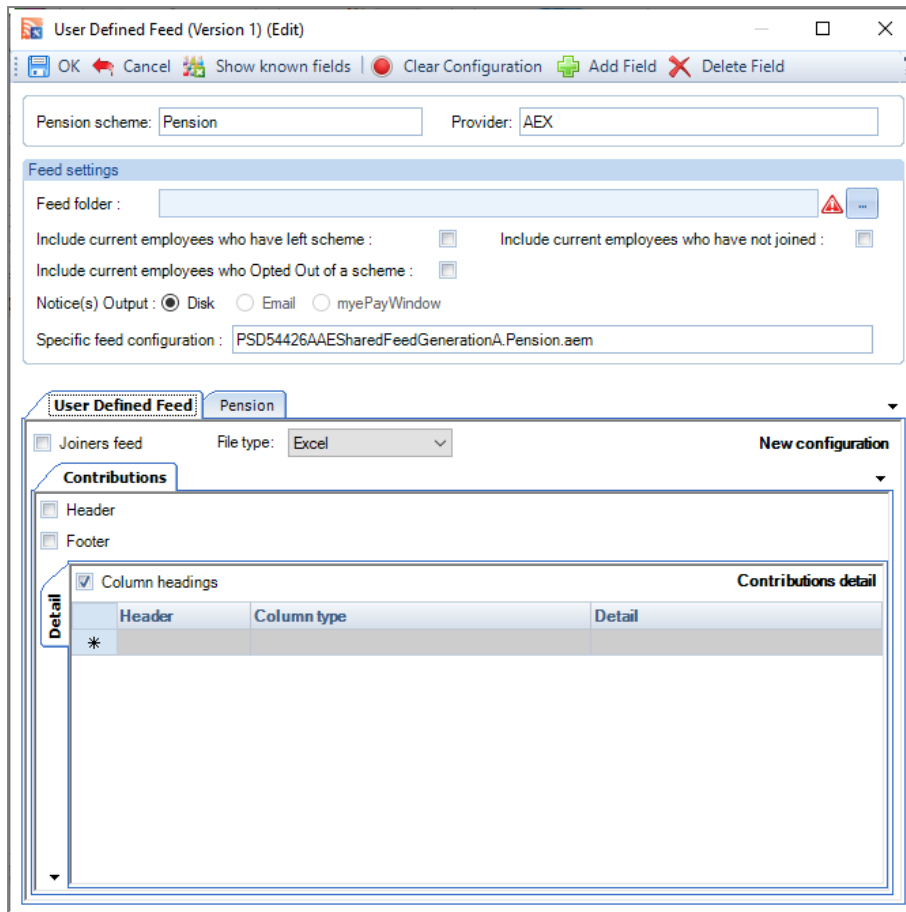 User Defined Feed (Version 1) (Edit)
OK Cancel Show known fields Clear Configuration Add Field Delete Field
Pension scheme: Pension Provider: AEX
Feed settings
Feed folder : ...
Include current employees who have left scheme : Include current employees who have not joined :
Include current employees who Opted Out of a scheme :
Notice(s) Output : Disk Email myePayWindow
Specific feed configuration : PSD54426AAESharedFeedGenerationA.Pension.aem
User Defined Feed Pension
Joiners feed File type: Excel New configuration
Contributions
Header
Footer
Detail
Column headings Contributions detail
Header Column type Detail